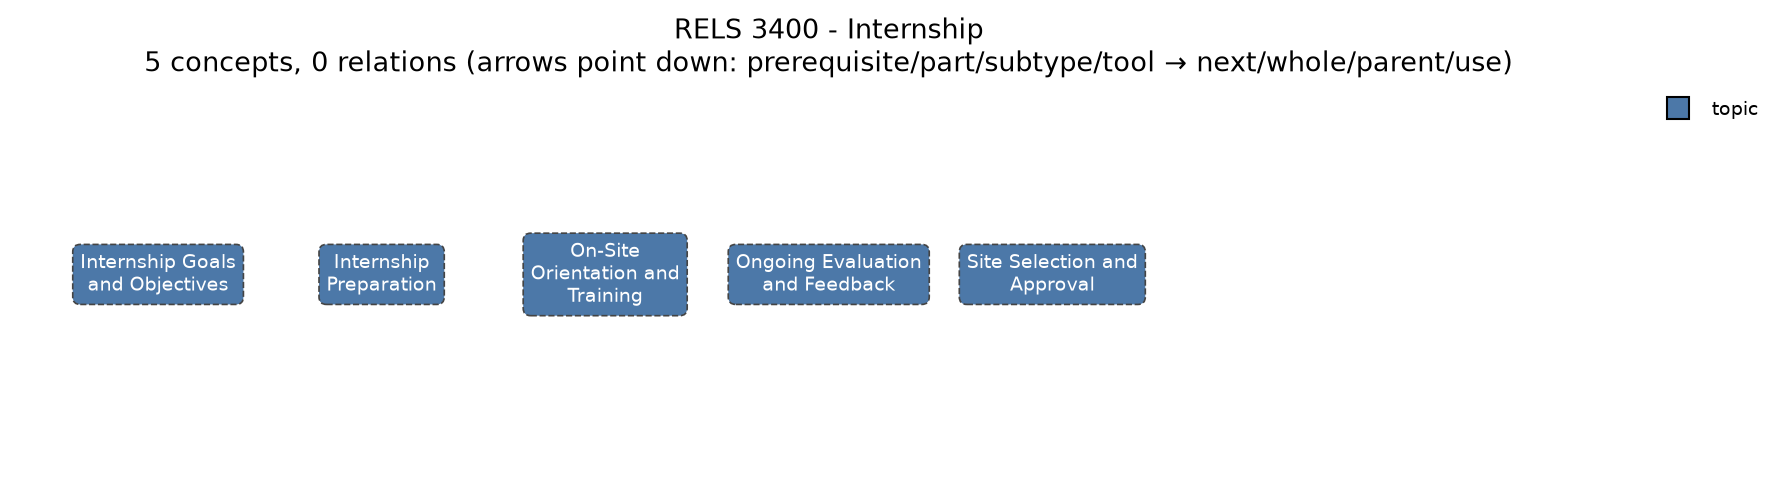 RELS 3400 - Internship
5 concepts, 0 relations (arrows point down: prerequisite/part/subtype/tool → next/whole/parent/use)
topic
Internship Goals
and Objectives
Internship
Preparation
On-Site
Orientation and
Training
Ongoing Evaluation
and Feedback
Site Selection and
Approval